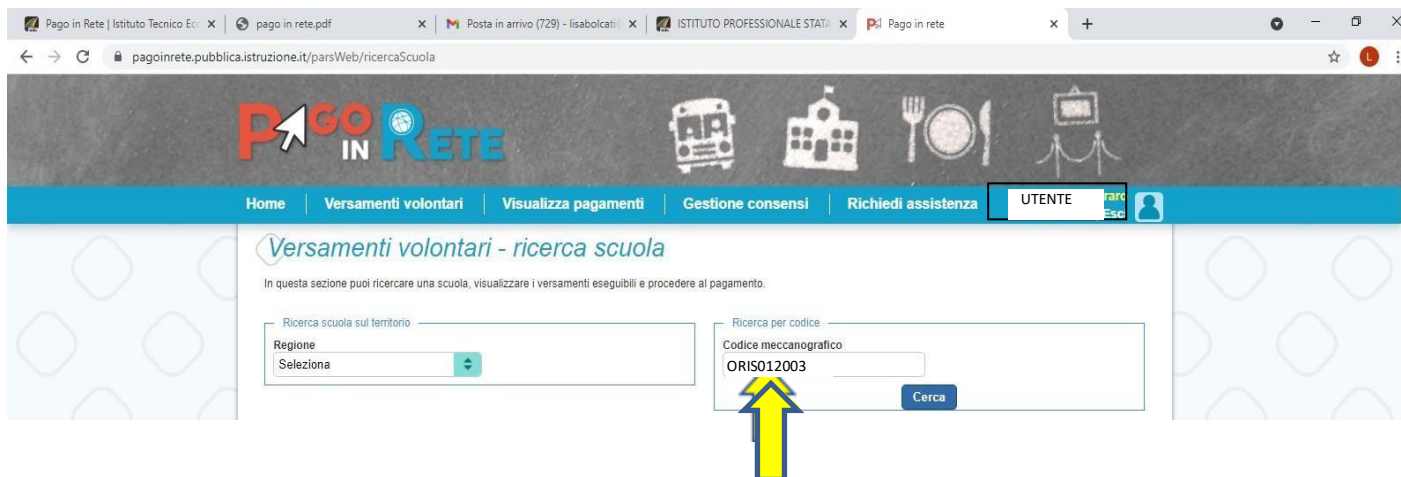 Pago in Rete | Istituto Tecnico Eco
pago in rete.pdf
Posta in arrivo (729) - lisabolcati
ISTITUTO PROFESSIONALE STATA
Pago in rete
pagoinrete.pubblica.istruzione.it/parsWeb/ricercaScuola
L
PAGO
IN RETE
Home
Versamenti volontari
Visualizza pagamenti
Gestione consensi
Richiedi assistenza
UTENTE
Esc
Versamenti volontari - ricerca scuola
In questa sezione puoi ricercare una scuola, visualizzare i versamenti eseguibili e procedere al pagamento.
Ricerca scuola sul territorio
Ricerca per codice
Regione
Codice meccanografico
Seleziona
ORIS012003
Cerca